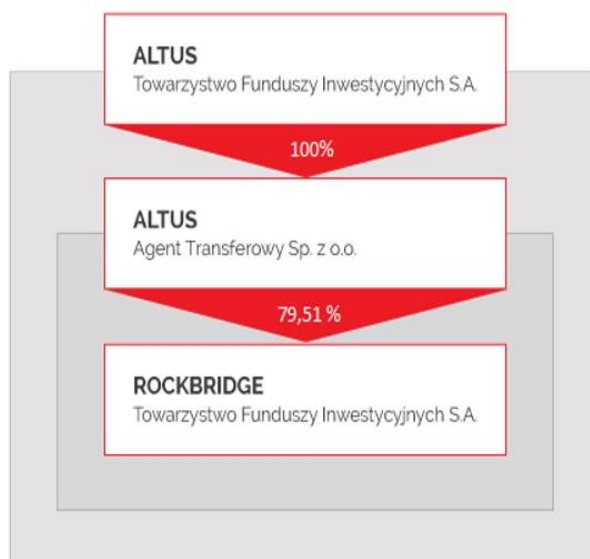 ALTUS
Towarzystwo Funduszy Inwestycyjnych S.A.
100%
ALTUS
Agent Transferowy Sp. z o.o.
79,51 %
ROCKBRIDGE
Towarzystwo Funduszy Inwestycyjnych S.A.